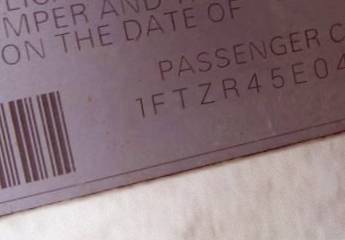 MPER AND
ON THE DATE OF
PASSENGER C
1FTZR45E04